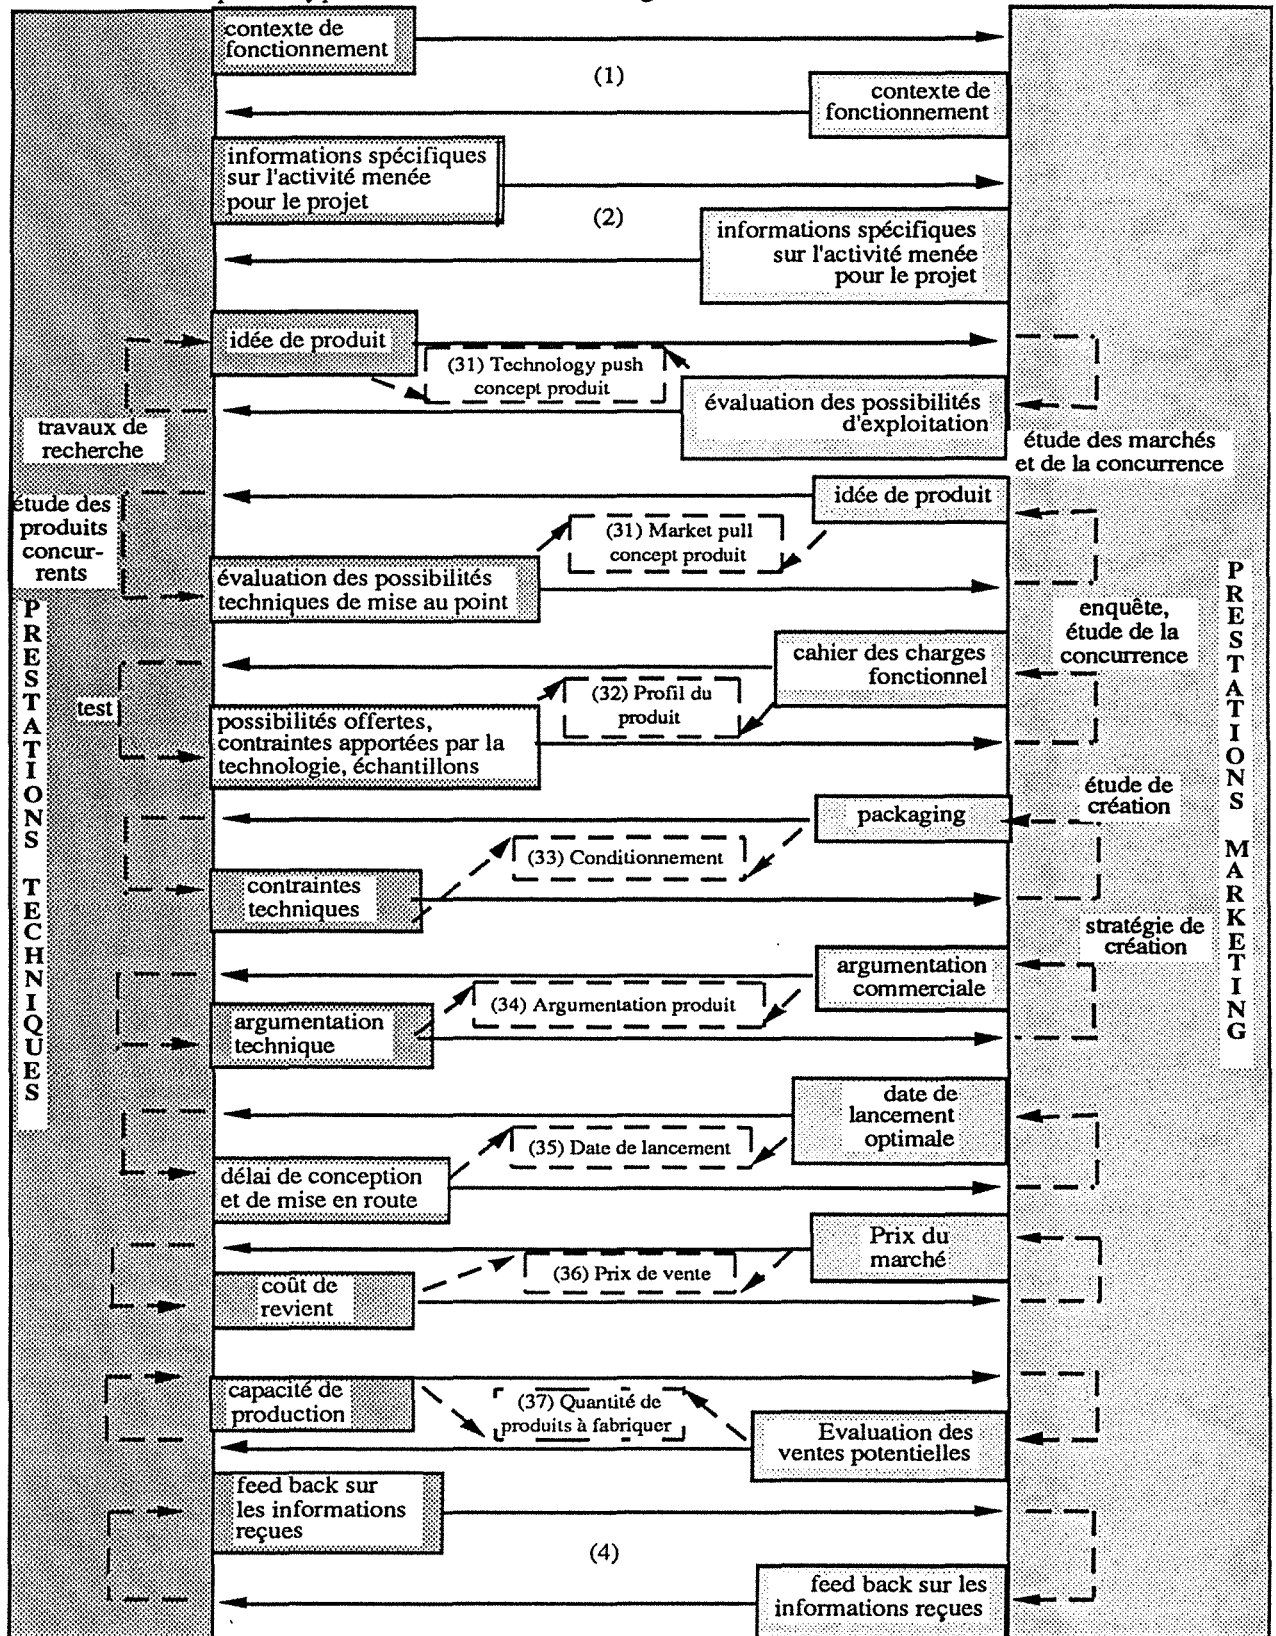 contexte de
fonctionnement
(1)
contexte de
fonctionnement
informations spécifiques
sur l'activité menée
pour le projet
(2)
informations spécifiques
sur l'activité menée
pour le projet
idée de produit
(31) Technology push
concept produit
évaluation des possibilités
d'exploitation
travaux de
recherche
étude des marchés
et de la concurrence
idée de produit
étude des
produits
concur-
rents
(31) Market pull
concept produit
évaluation des possibilités
techniques de mise au point
enquête,
étude de la
concurrence
cahier des charges
fonctionnel
(32) Profil du
produit
test
possibilités offertes,
contraintes apportées par la
technologie, échantillons
étude de
création
packaging
(33) Conditionnement
contraintes
techniques
stratégie de
création
argumentation
commerciale
(34) Argumentation produit
argumentation
technique
date de
lancement
optimale
(35) Date de lancement
délai de conception
et de mise en route
Prix du
marché
(36) Prix de vente
coût de
revient
capacité de
production
(37) Quantité de
produits à fabriquer
Evaluation des
ventes potentielles
feed back sur
les informations
reçues
(4)
feed back sur les
informations reçues
PRESTATIONS TECHNIQUES
PRESTATIONS MARKETING